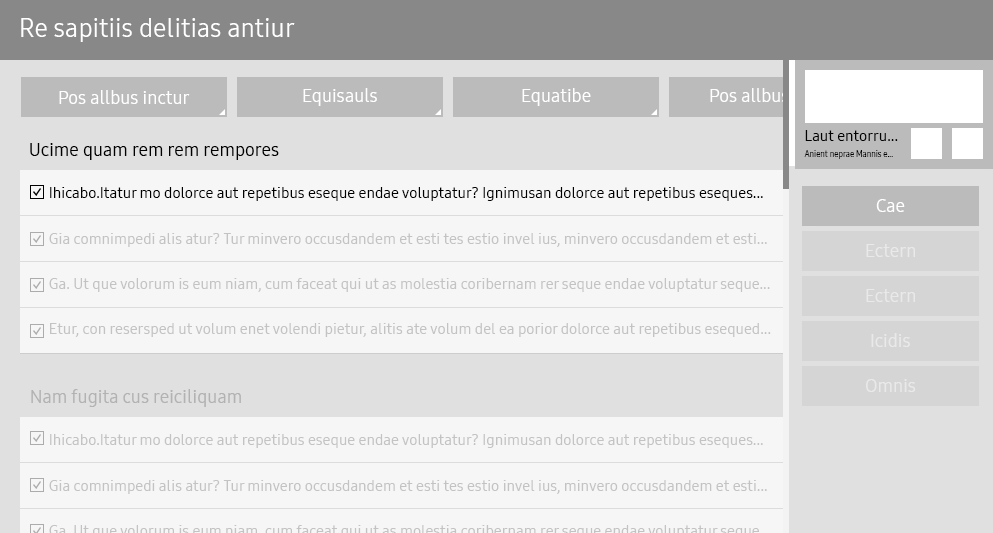 Re sapitiis delitias antiur
Pos allbus inctur
Equisauls
Equatibe
Pos allbus
Ucime quam rem rem rempores
Ihicabo.Itatur mo dolorce aut repetibus eseque endae voluptatur? Ignimusan dolorce aut repetibus eseques...
Gia comnimpedi alis atur? Tur minvero occusdandem et esti tes estio invel ius, minvero occusdandem et esti...
Ga. Ut que volorum is eum niam, cum faceat qui ut as molestia coribernam rer seque endae voluptatur seque...
Etur, con resersped ut volum enet volendi pietur, alitis ate volum del ea porior dolorce aut repetibus esequed...
Nam fugita cus reiciliquam
Ihicabo.Itatur mo dolorce aut repetibus eseque endae voluptatur? Ignimusan dolorce aut repetibus eseques...
Gia comnimpedi alis atur? Tur minvero occusdandem et esti tes estio invel ius, minvero occusdandem et esti...
Ga. Ut que volorum is eum niam, cum faceat qui ut as molestia coribernam rer seque endae voluptatur seque...
Laut entorru...
Anient neprae Mannis e...
Cae
Ectern
Ectern
Icidis
Omnis